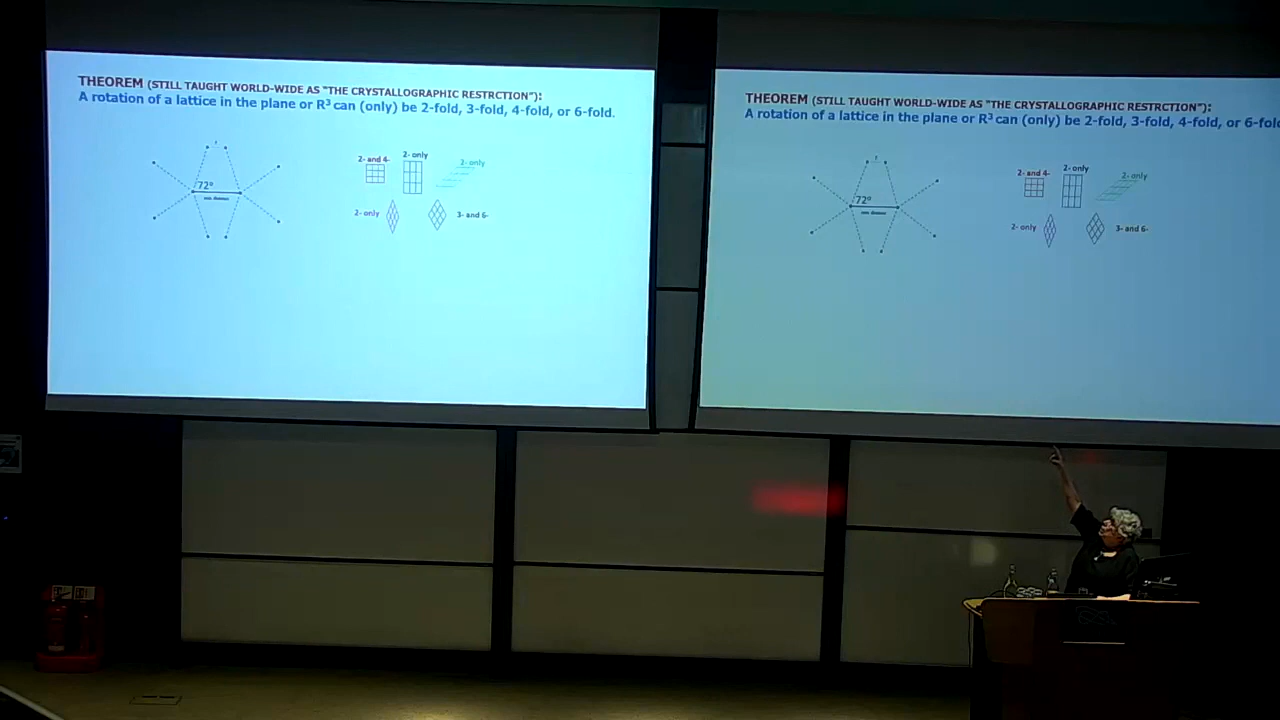 THEOREM (STILL TAUGHT WORLD-WIDE AS "THE CRYSTALLOGRAPHIC RESTRCTION"):
A rotation of a lattice in the plane or R³ can (only) be 2-fold, 3-fold, 4-fold, or 6-fold.
72º
2- and 4-
2- only
2- only
2- only
3- and 6-
THEOREM (STILL TAUGHT WORLD-WIDE AS "THE CRYSTALLOGRAPHIC RESTRCTION"):
A rotation of a lattice in the plane or R³ can (only) be 2-fold, 3-fold, 4-fold, or 6-fold
72º
2- and 4-
2- only
2- only
2- only
3- and 6-